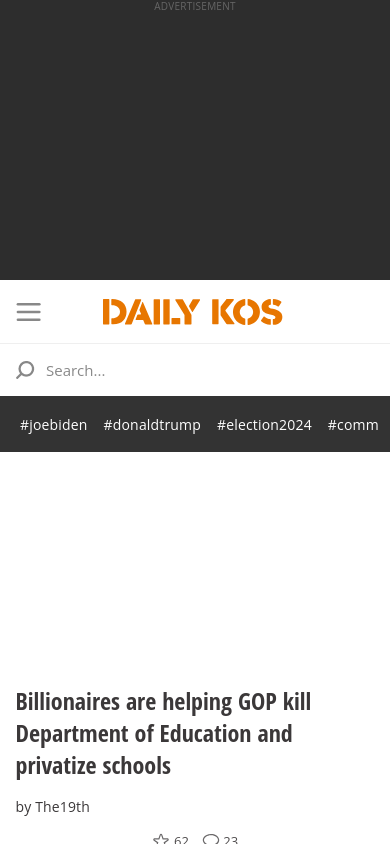 ADVERTISEMENT
DAILY KOS
Search...
#joebiden #donaldtrump #election2024 #comm
Billionaires are helping GOP kill
Department of Education and
privatize schools
by The19th
62 23